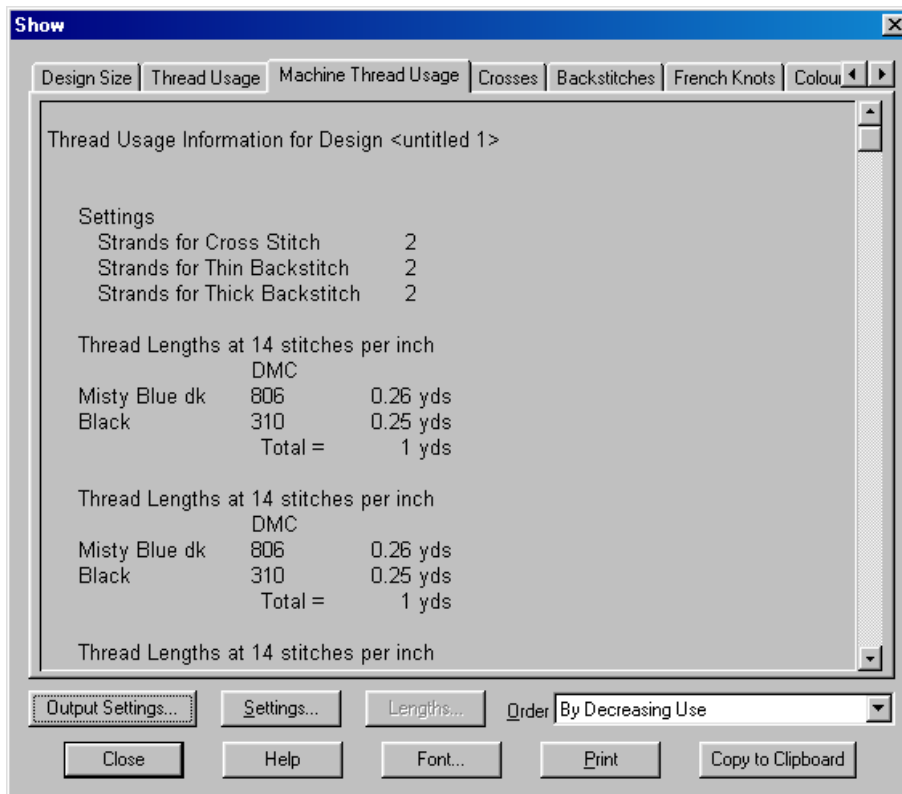 Show
Design Size Thread Usage Machine Thread Usage Crosses Backstitches French Knots Colou
Thread Usage Information for Design <untitled 1>
Settings
Strands for Cross Stitch 2
Strands for Thin Backstitch 2
Strands for Thick Backstitch 2
Thread Lengths at 14 stitches per inch
DMC
Misty Blue dk 806 0.26 yds
Black 310 0.25 yds
Total = 1 yds
Thread Lengths at 14 stitches per inch
DMC
Misty Blue dk 806 0.26 yds
Black 310 0.25 yds
Total = 1 yds
Thread Lengths at 14 stitches per inch
Output Settings... Settings... Lengths... Order By Decreasing Use
Close Help Font... Print Copy to Clipboard